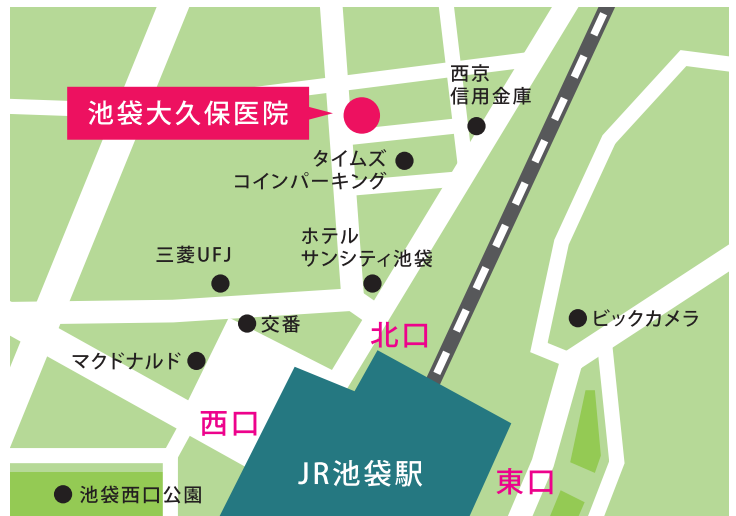 西京
信用金庫
池袋大久保医院
タイムズ
コインパーキング
ホテル
サンシティ池袋
三菱UFJ
交番
北口
ビックカメラ
マクドナルド
西口
JR池袋駅
東口
池袋西口公園